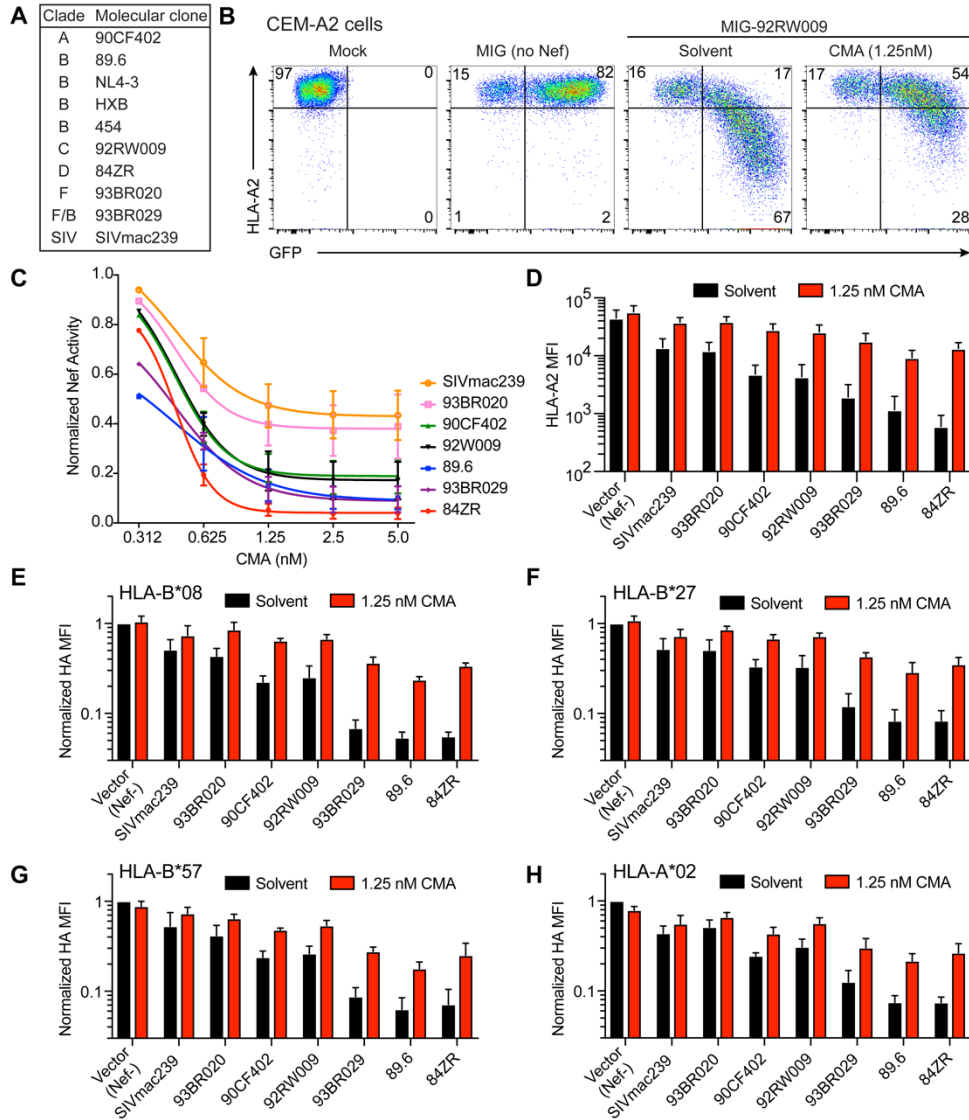 A
Clade Molecular clone
A 90CF402
B 89.6
B NL4-3
B HXB
B 454
C 92RW009
D 84ZR
F 93BR020
F/B 93BR029
SIV SIVmac239
B
CEM-A2 cells
MIG-92RW009
Mock
MIG (no Nef)
Solvent
CMA (1.25nM)
97 0
0
15 82
1 2
16 17
67
17 54
28
HLA-A2
GFP
C
Normalized Nef Activity
1.0
0.8
0.6
0.4
0.2
0.0
0.312 0.625 1.25 2.5 5.0
CMA (nM)
SIVmac239
93BR020
90CF402
92W009
89.6
93BR029
84ZR
D
Solvent 1.25 nM CMA
HLA-A2 MFI
10^5
10^4
10^3
10^2
Vector
(Nef-)
SIVmac239
93BR020
90CF402
92RW009
93BR029
89.6
84ZR
E
HLA-B*08
Solvent 1.25 nM CMA
Normalized HA MFI
1
0.1
Vector
(Nef-)
SIVmac239
93BR020
90CF402
92RW009
93BR029
89.6
84ZR
F
HLA-B*27
Solvent 1.25 nM CMA
Normalized HA MFI
1
0.1
Vector
(Nef-)
SIVmac239
93BR020
90CF402
92RW009
93BR029
89.6
84ZR
G
HLA-B*57
Solvent 1.25 nM CMA
Normalized HA MFI
1
0.1
Vector
(Nef-)
SIVmac239
93BR020
90CF402
92RW009
93BR029
89.6
84ZR
H
HLA-A*02
Solvent 1.25 nM CMA
Normalized HA MFI
1
0.1
Vector
(Nef-)
SIVmac239
93BR020
90CF402
92RW009
93BR029
89.6
84ZR